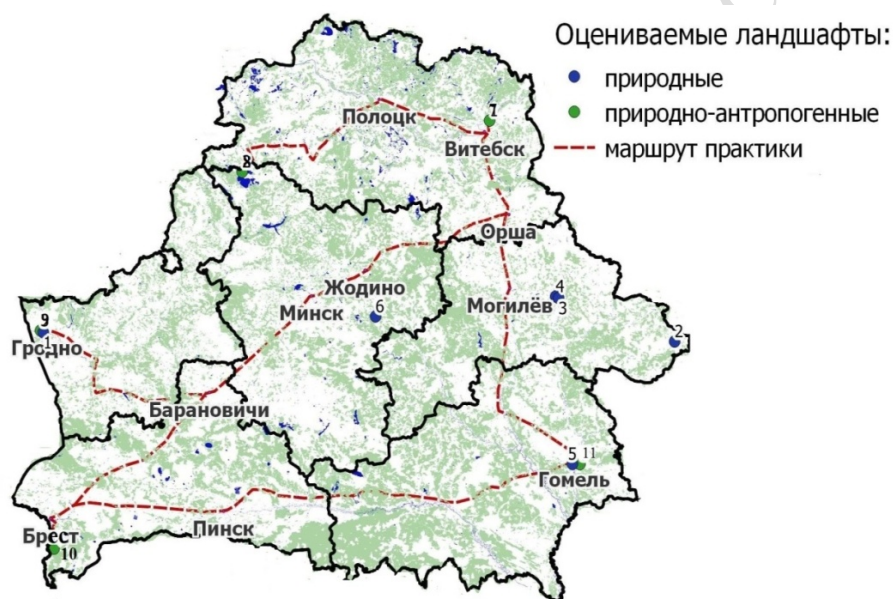 Оцениваемые ландшафты:
природные
природно-антропогенные
маршрут практики
Полоцк
7
Витебск
8
Орша
Жодино
Минск
6
Могилёв
4
3
2
9
1
Гродно
Барановичи
5 11
Гомель
Пинск
Брест
10